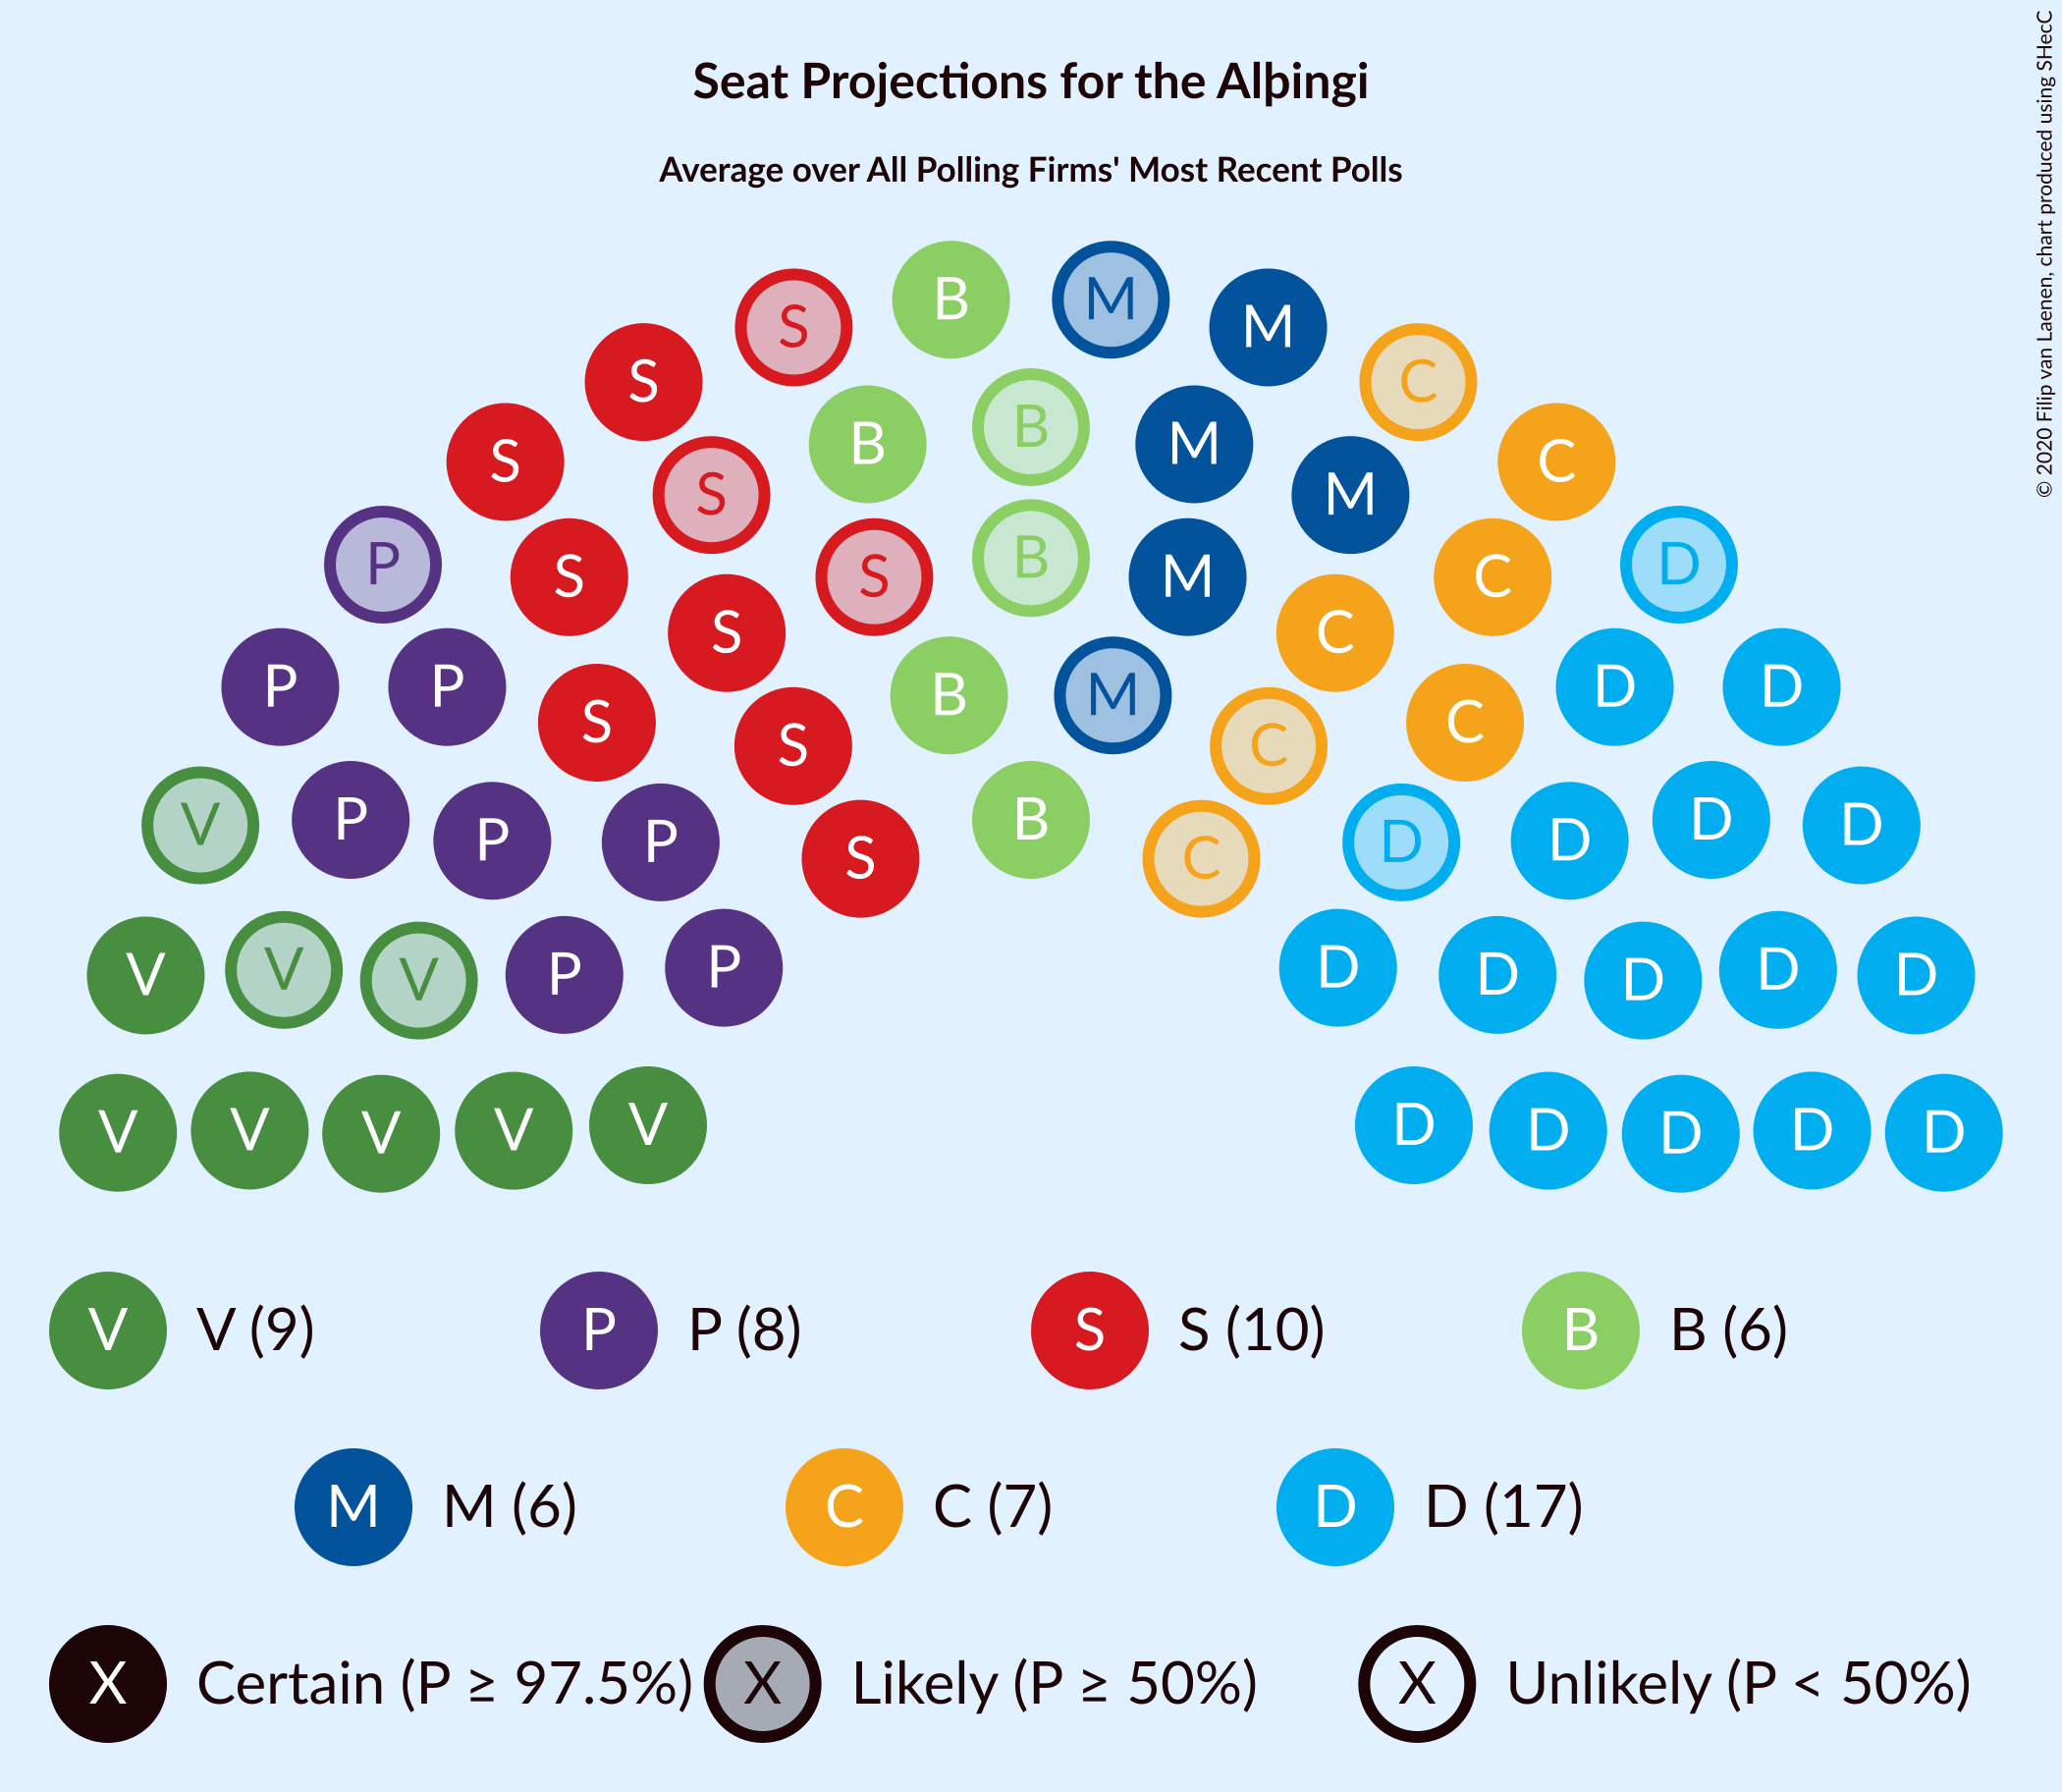 Seat Projections for the Alþingi
Average over All Polling Firms' Most Recent Polls
© 2020 Filip van Laenen, chart produced using SHecC
B M
S M
S C
B
B M
S C
S M
B
P D
S S M C
S C
P P D D
B M
S C
S C
V P P P B D D D D
S C
V V V P P D D D D D
V V V V V D D D D D
V V (9) P P (8) S S (10) B B (6)
M M (6) C C (7) D D (17)
X Certain (P ≥ 97.5%) X Likely (P ≥ 50%) X Unlikely (P < 50%)